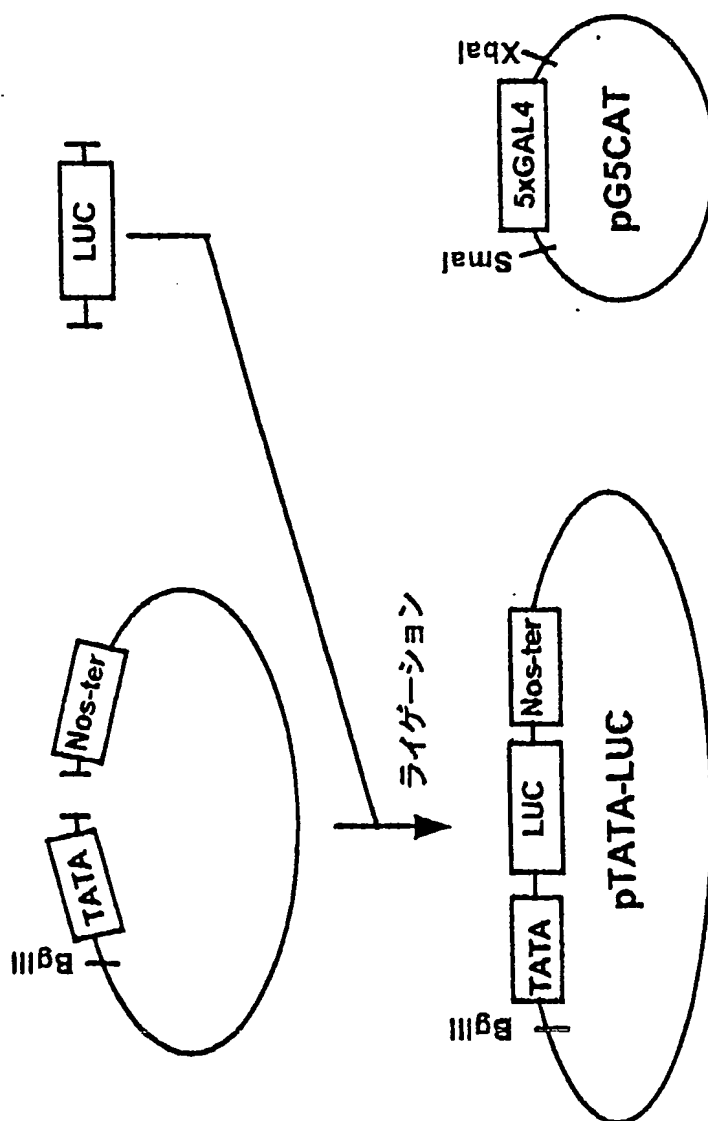 BglII
TATA
Nos-ter
LUC
ライゲーション
BglII
TATA
LUC
Nos-ter
pTATA-LUC
SmaI
5xGAL4
XbaI
pG5CAT